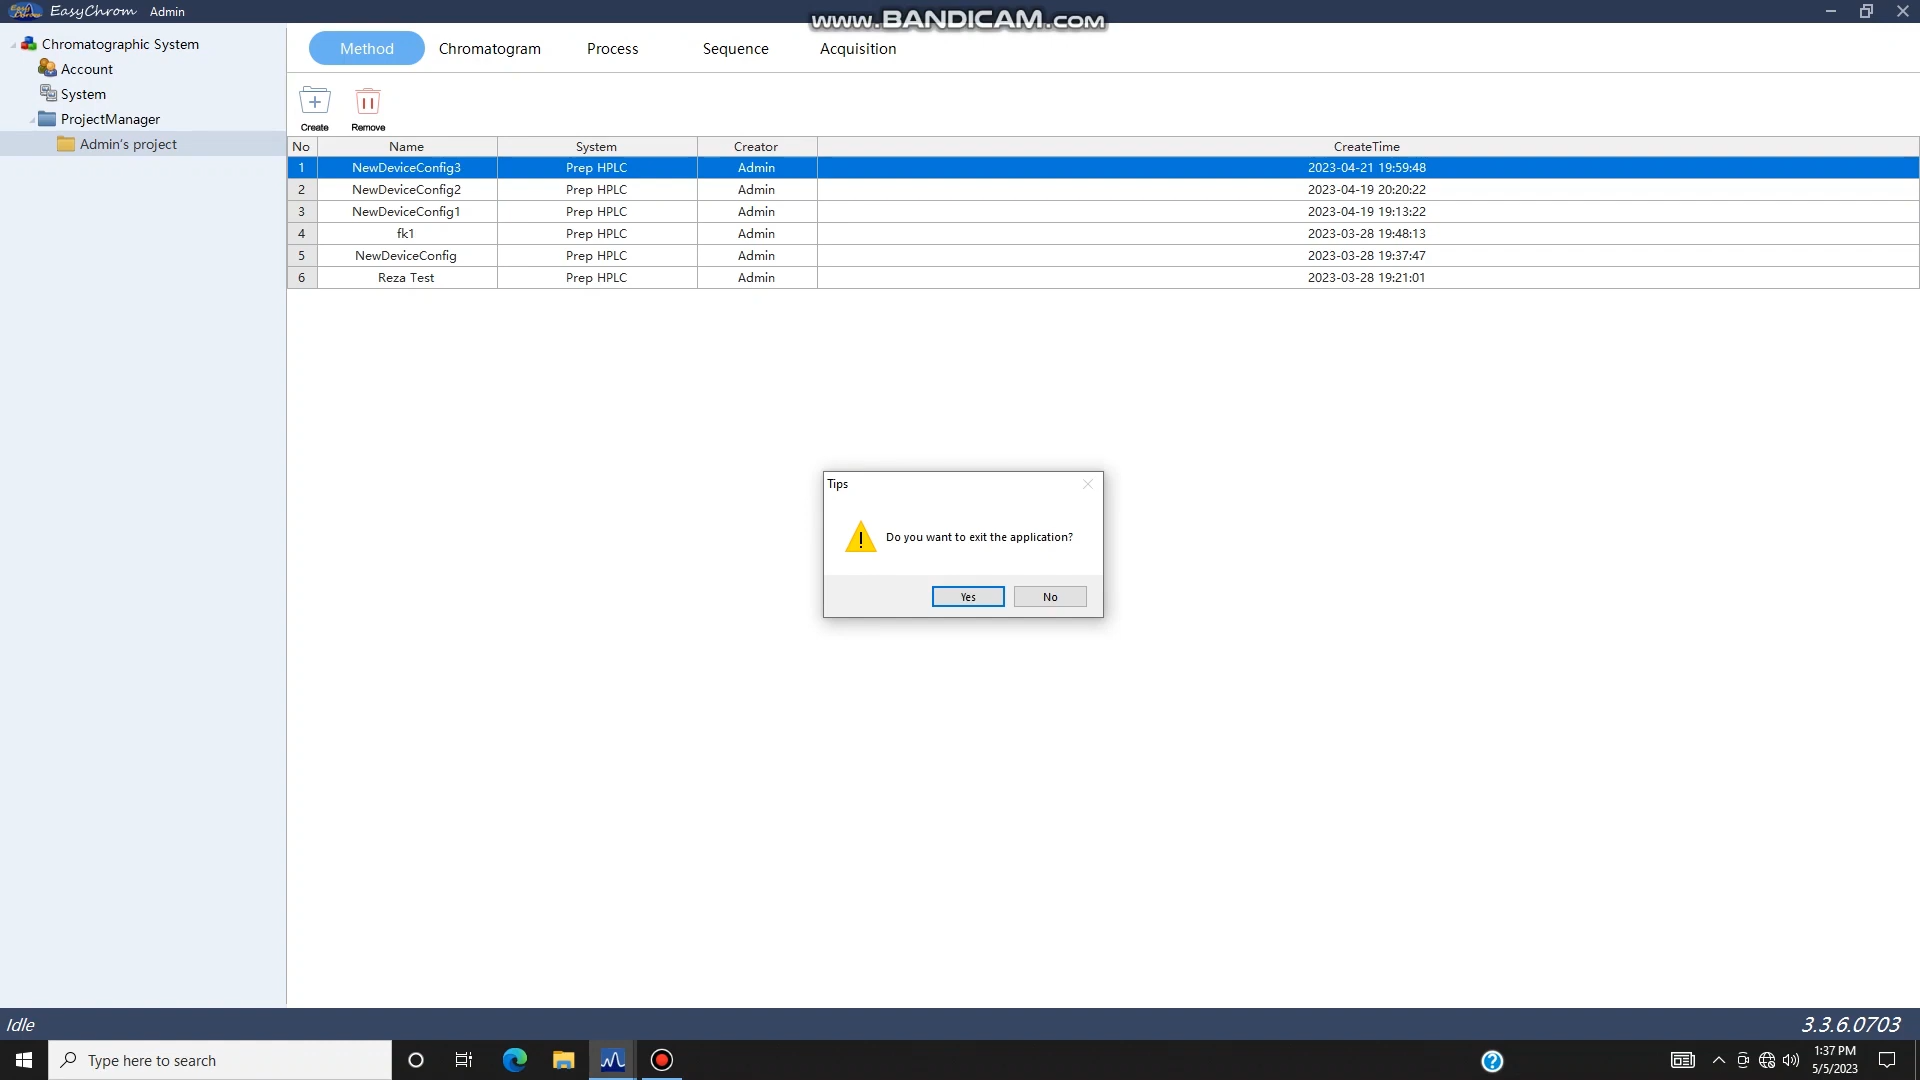 EasyChrom Admin
www.BANDICAM.com
Chromatographic System
Account
System
ProjectManager
Admin's project
Method Chromatogram Process Sequence Acquisition
Create Remove
No Name System Creator CreateTime
1 NewDeviceConfig3 Prep HPLC Admin 2023-04-21 19:59:48
2 NewDeviceConfig2 Prep HPLC Admin 2023-04-19 20:20:22
3 NewDeviceConfig1 Prep HPLC Admin 2023-04-19 19:13:22
4 fk1 Prep HPLC Admin 2023-03-28 19:48:13
5 NewDeviceConfig Prep HPLC Admin 2023-03-28 19:37:47
6 Reza Test Prep HPLC Admin 2023-03-28 19:21:01
Tips
Do you want to exit the application?
Yes No
Idle 3.3.6.0703
Type here to search
1:37 PM
5/5/2023